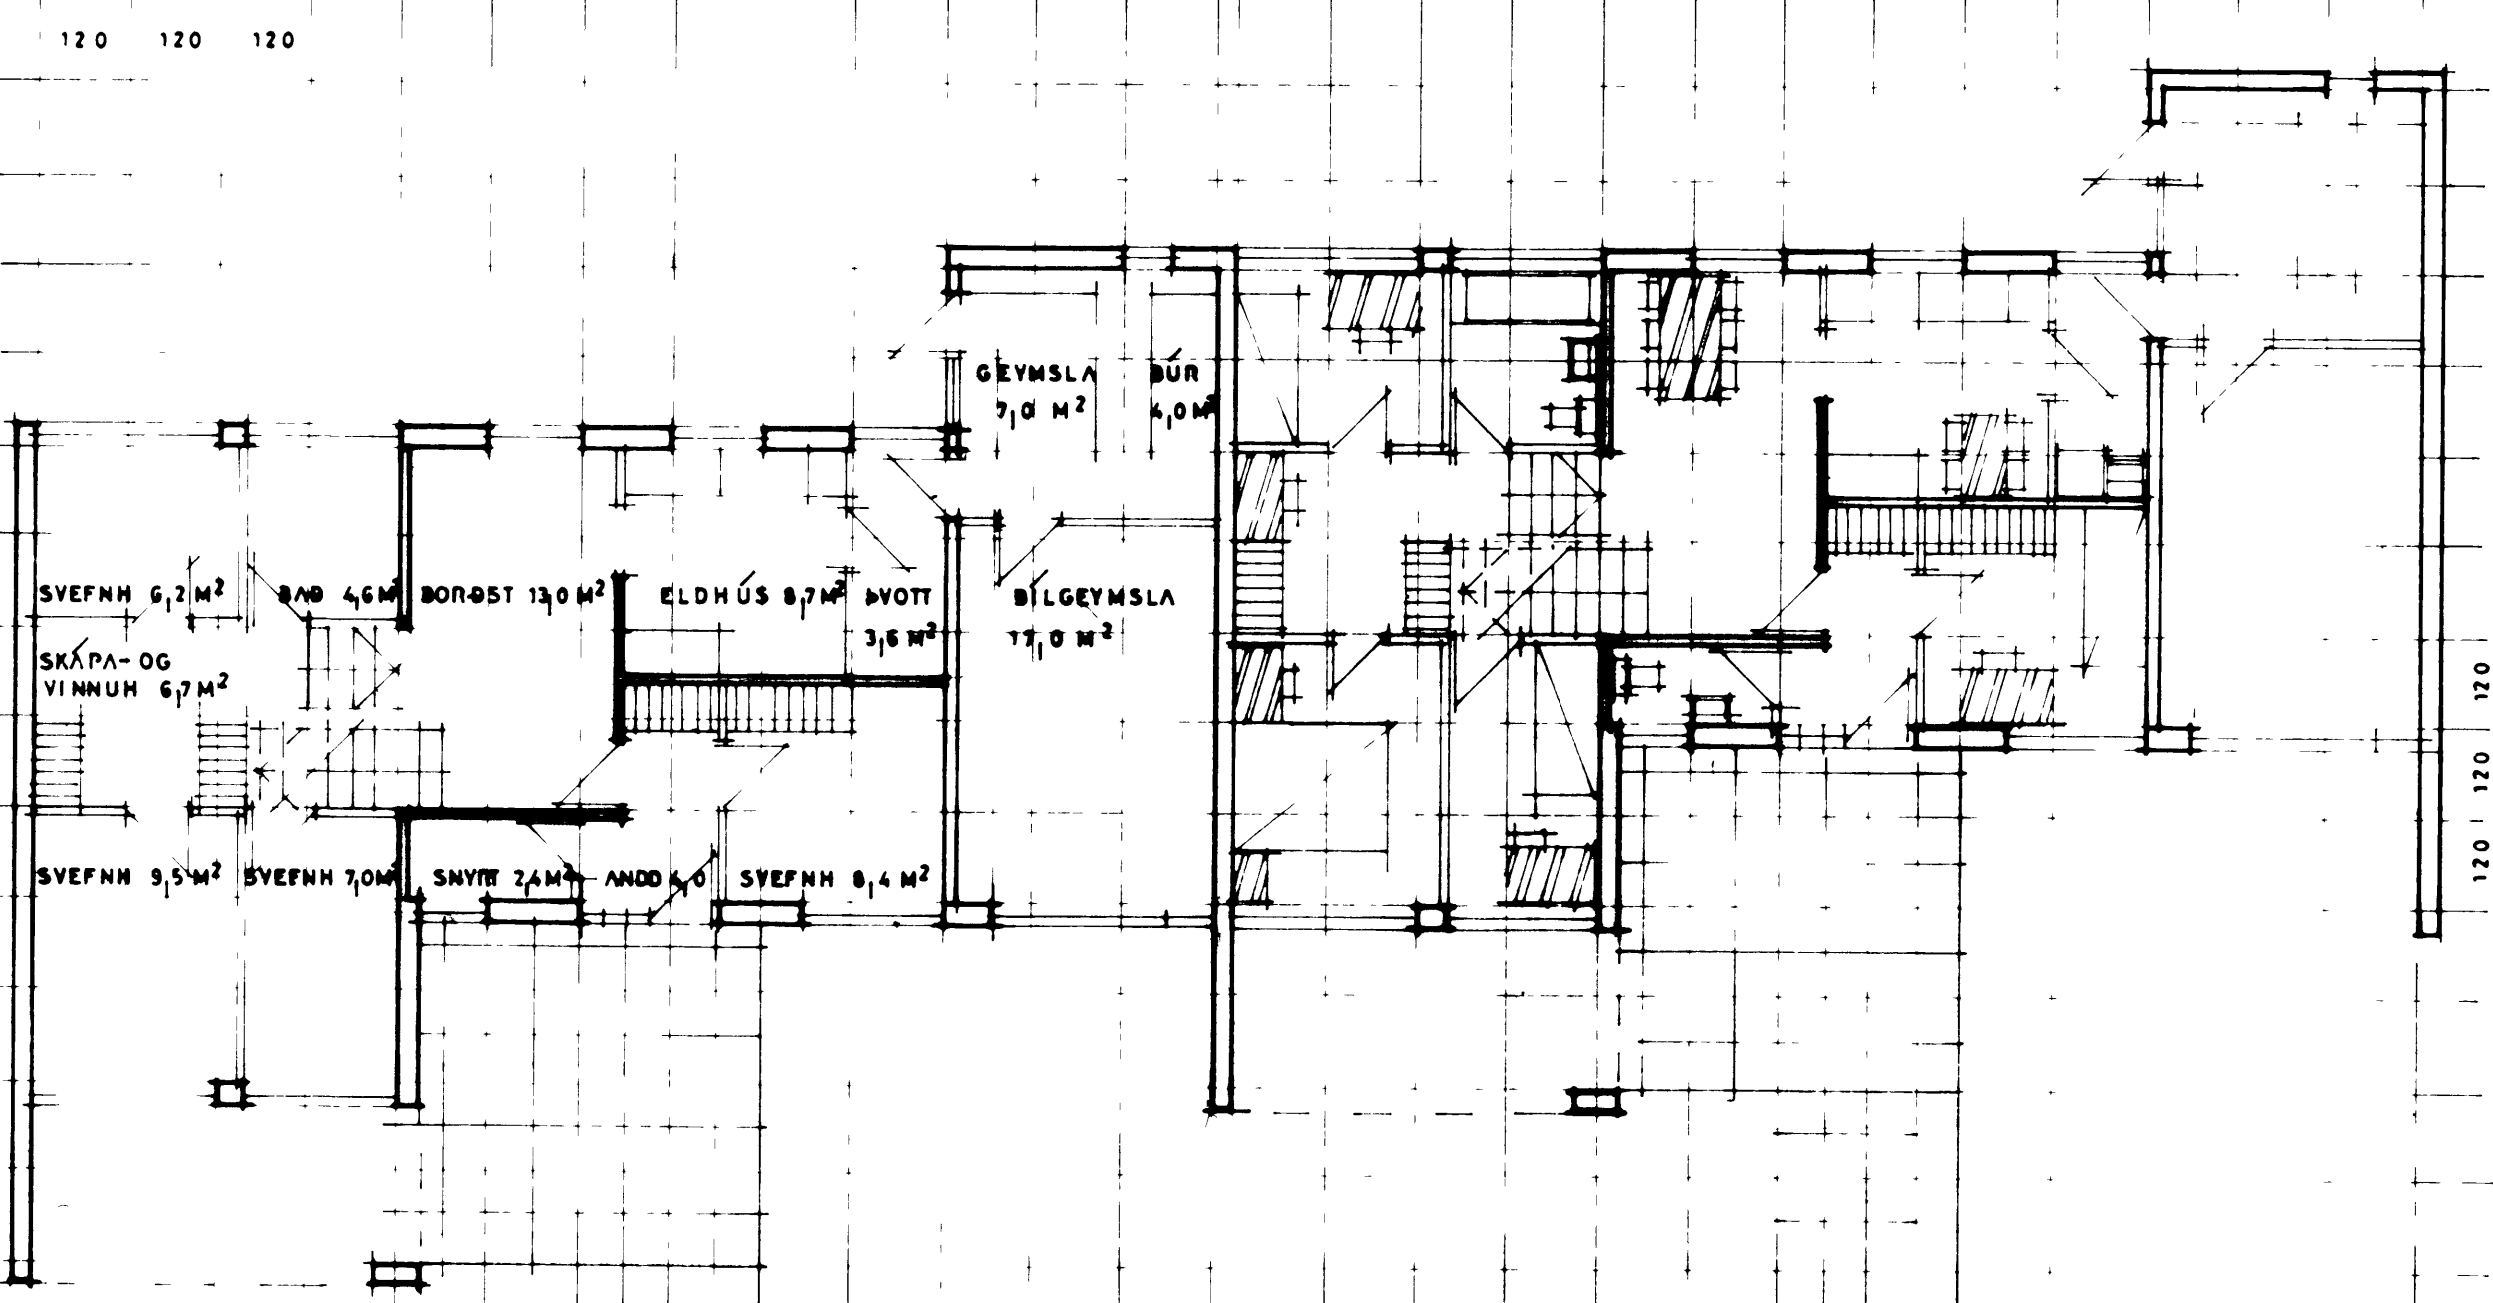 120 120 120
GEYMSLA
7,0 M²
BÚR
4,0 M²
SVEFNH 6,2 M²
BAÐ 4,6 M²
BORÐST 13,0 M²
ELDHÚS 8,7 M²
ÞVOTT
3,6 M²
BÍLGEYMSLA
17,0 M²
SKÁPA-OG
VINNUH 6,7 M²
SVEFNH 9,5 M²
SVEFNH 7,0 M²
SNYRT 2,4 M²
ANDD
SVEFNH 8,4 M²
120
120
120